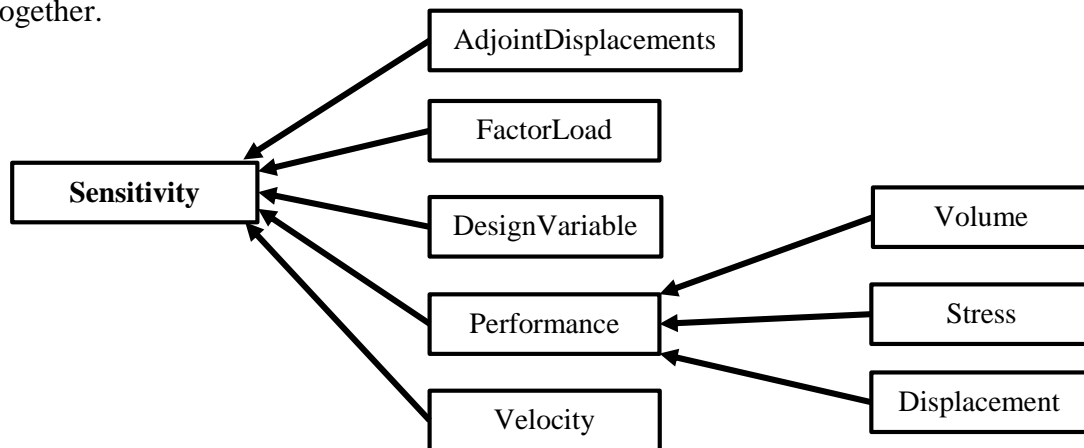 ogether.
AdjointDisplacements
FactorLoad
Sensitivity
DesignVariable
Volume
Performance
Stress
Velocity
Displacement